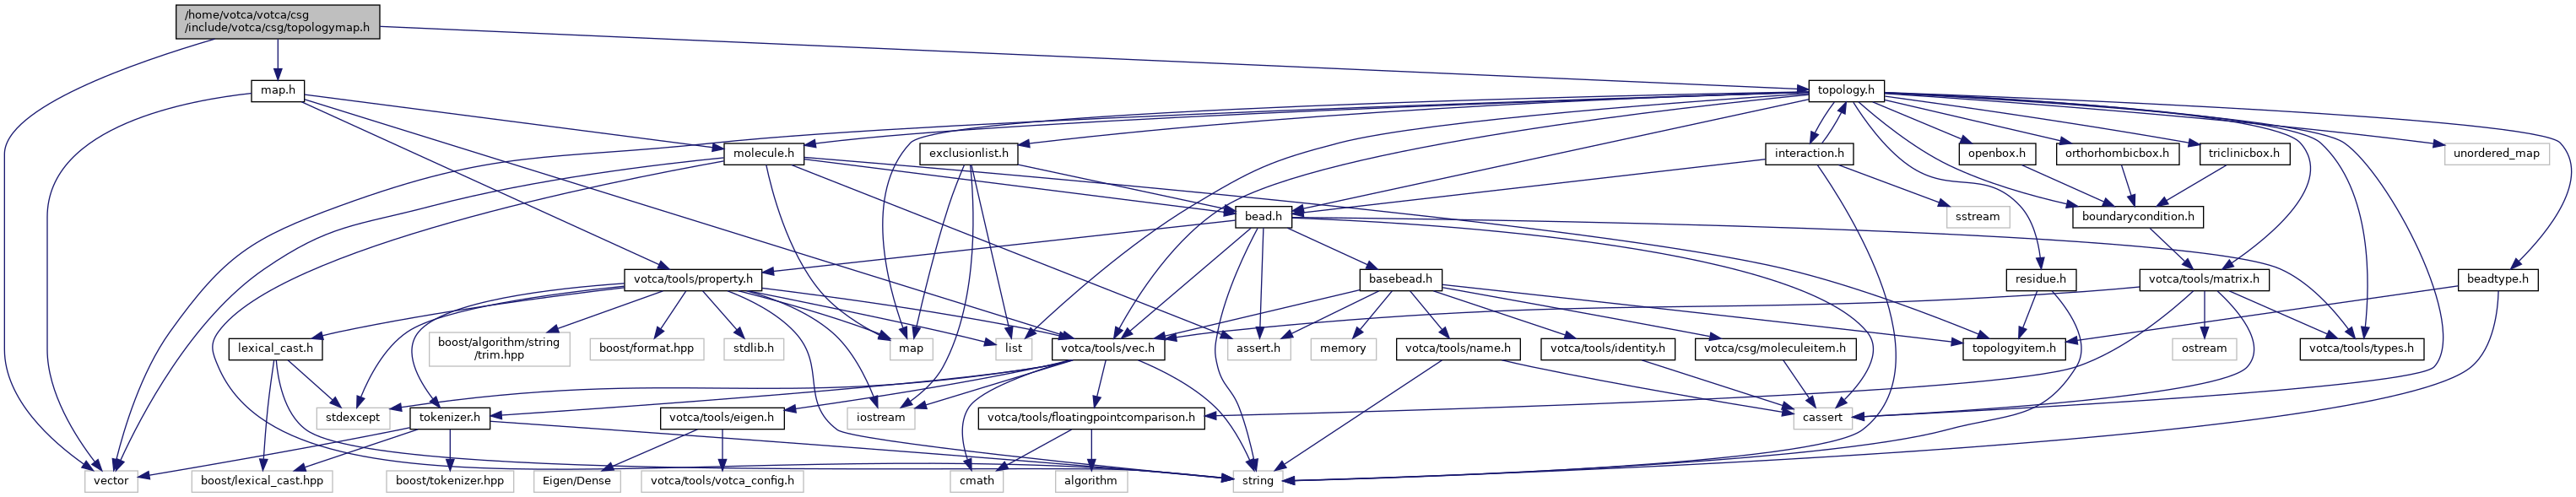 /home/votca/votca/csg
/include/votca/csg/topologymap.h
map.h
topology.h
molecule.h
exclusionlist.h
interaction.h
openbox.h
orthorhombicbox.h
triclinicbox.h
unordered_map
bead.h
sstream
boundarycondition.h
votca/tools/property.h
basebead.h
residue.h
votca/tools/matrix.h
beadtype.h
lexical_cast.h
boost/algorithm/string
/trim.hpp
boost/format.hpp
stdlib.h
map
list
votca/tools/vec.h
assert.h
memory
votca/tools/name.h
votca/tools/identity.h
votca/csg/moleculeitem.h
topologyitem.h
ostream
votca/tools/types.h
stdexcept
tokenizer.h
votca/tools/eigen.h
iostream
votca/tools/floatingpointcomparison.h
cassert
vector
boost/lexical_cast.hpp
boost/tokenizer.hpp
Eigen/Dense
votca/tools/votca_config.h
cmath
algorithm
string